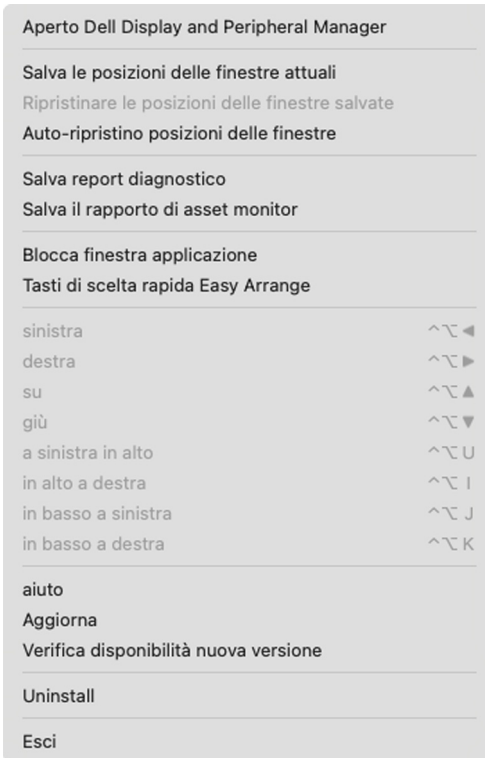 Aperto Dell Display and Peripheral Manager
Salva le posizioni delle finestre attuali
Ripristinare le posizioni delle finestre salvate
Auto-ripristino posizioni delle finestre
Salva report diagnostico
Salva il rapporto di asset monitor
Blocca finestra applicazione
Tasti di scelta rapida Easy Arrange
sinistra ^⌥◀
destra ^⌥▶
su ^⌥▲
giù ^⌥▼
a sinistra in alto ^⌥U
in alto a destra ^⌥I
in basso a sinistra ^⌥J
in basso a destra ^⌥K
aiuto
Aggiorna
Verifica disponibilità nuova versione
Uninstall
Esci